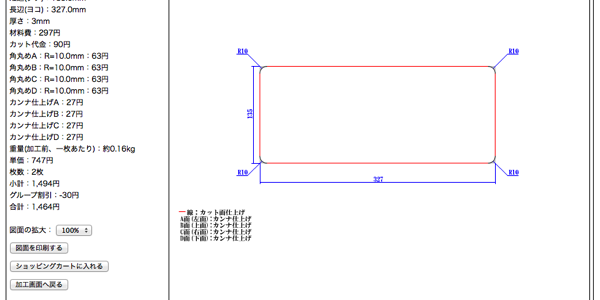 長辺(ヨコ)：327.0mm
厚さ：3mm
材料費：297円
カット代金：90円
角丸めA：R=10.0mm：63円
角丸めB：R=10.0mm：63円
角丸めC：R=10.0mm：63円
角丸めD：R=10.0mm：63円
カンナ仕上げA：27円
カンナ仕上げB：27円
カンナ仕上げC：27円
カンナ仕上げD：27円
重量(加工前、一枚あたり)：約0.16kg
単価：747円
枚数：2枚
小計：1,494円
グループ割引：-30円
合計：1,464円
図面の拡大： 100%
図面を印刷する
ショッピングカートに入れる
加工画面へ戻る
R10
R10
135
R10
R10
327
━線；カット面仕上げ
A面(左面)：カンナ仕上げ
B面(上面)：カンナ仕上げ
C面(右面)：カンナ仕上げ
D面(下面)：カンナ仕上げ